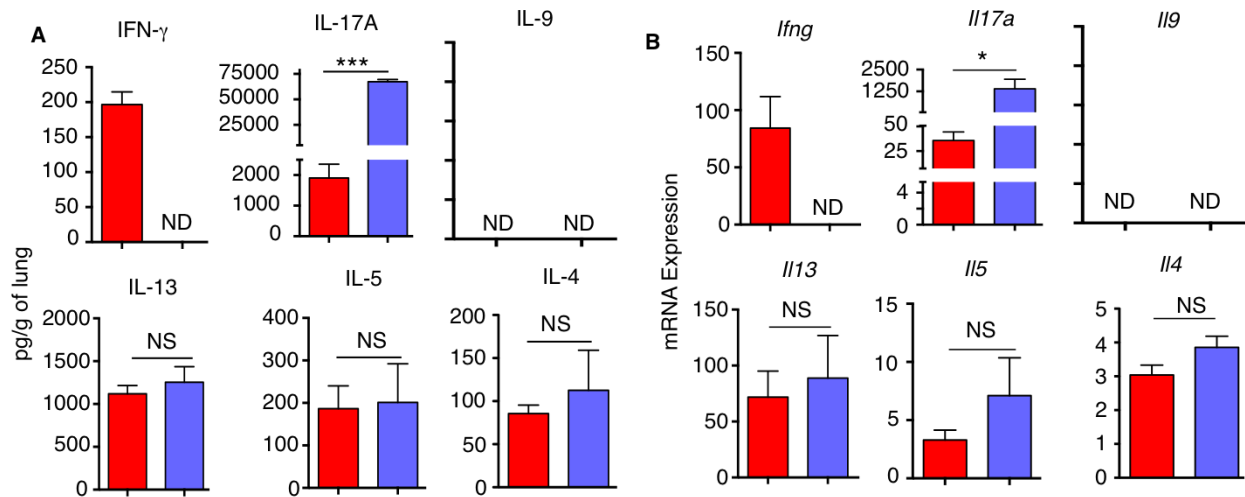 A
IFN-γ
IL-17A
IL-9
250
200
150
100
50
0
ND
75000
50000
25000
2000
1000
0
***
ND
ND
pg/g of lung
IL-13
IL-5
IL-4
2000
1500
1000
500
0
NS
600
400
200
0
NS
200
150
100
50
0
NS
B
Ifng
Il17a
Il9
150
100
50
0
ND
2500
1250
50
25
4
2
0
*
ND
ND
mRNA Expression
Il13
Il5
Il4
150
100
50
0
NS
15
10
5
0
NS
5
4
3
2
1
0
NS